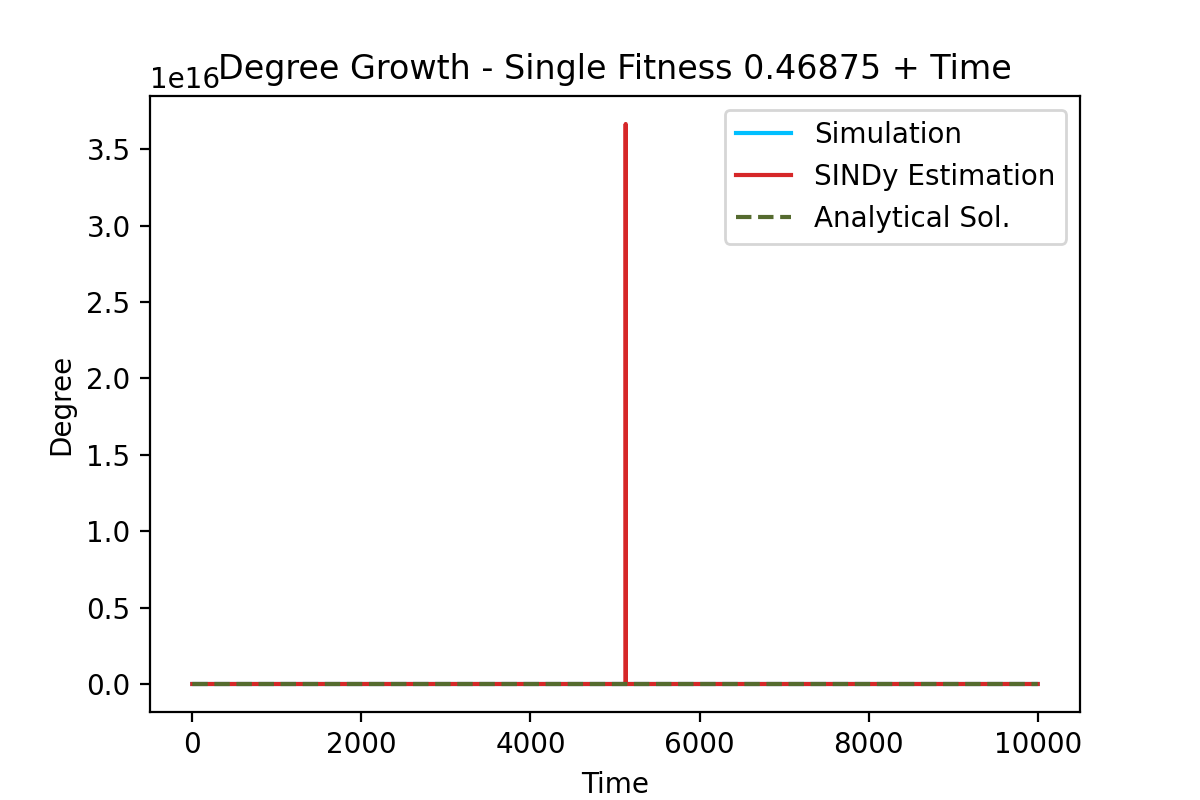 1e16
Degree Growth - Single Fitness 0.46875 + Time
Simulation
SINDy Estimation
Analytical Sol.
3.5
3.0
2.5
2.0
1.5
1.0
0.5
0.0
Degree
0 2000 4000 6000 8000 10000
Time